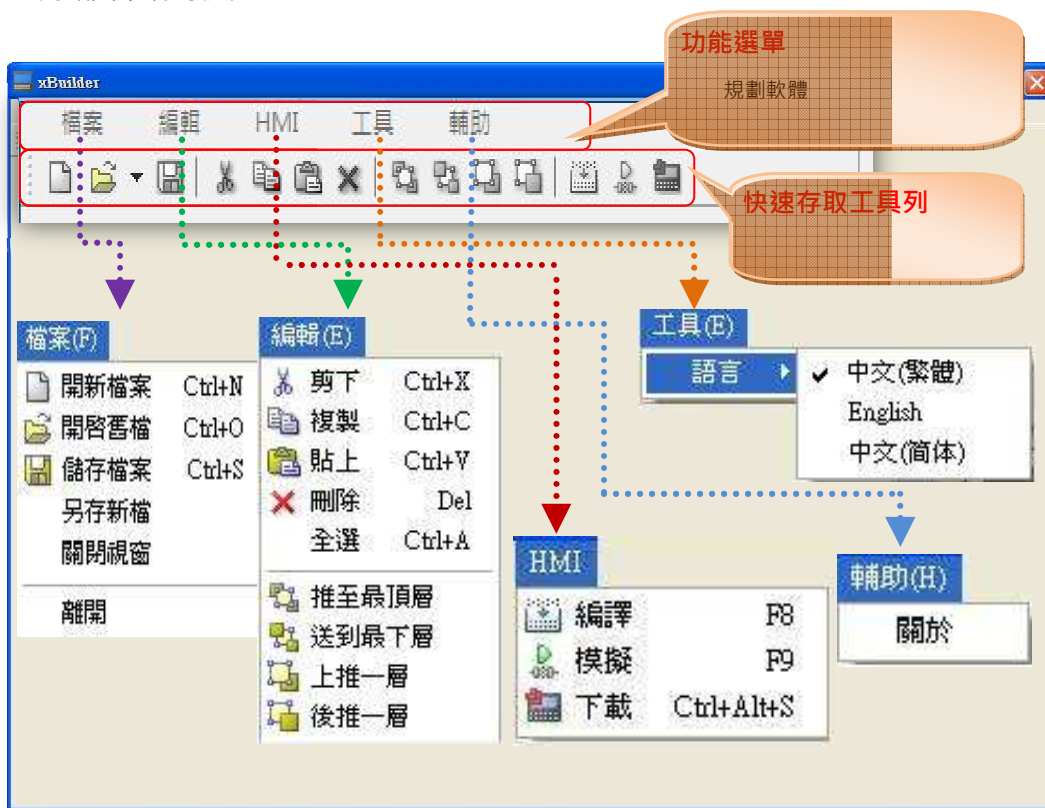 功能選單
規劃軟體
xBuilder
檔案 編輯 HMI 工具 輔助
快速存取工具列
檔案(F)
開新檔案 Ctrl+N
開啓舊檔 Ctrl+O
儲存檔案 Ctrl+S
另存新檔
關閉視窗
離開
編輯(E)
剪下 Ctrl+X
複製 Ctrl+C
貼上 Ctrl+V
刪除 Del
全選 Ctrl+A
推至最頂層
送到最下層
上推一層
後推一層
HMI
編譯 F8
模擬 F9
下載 Ctrl+Alt+S
工具(E)
語言
中文(繁體)
English
中文(简体)
輔助(H)
關於